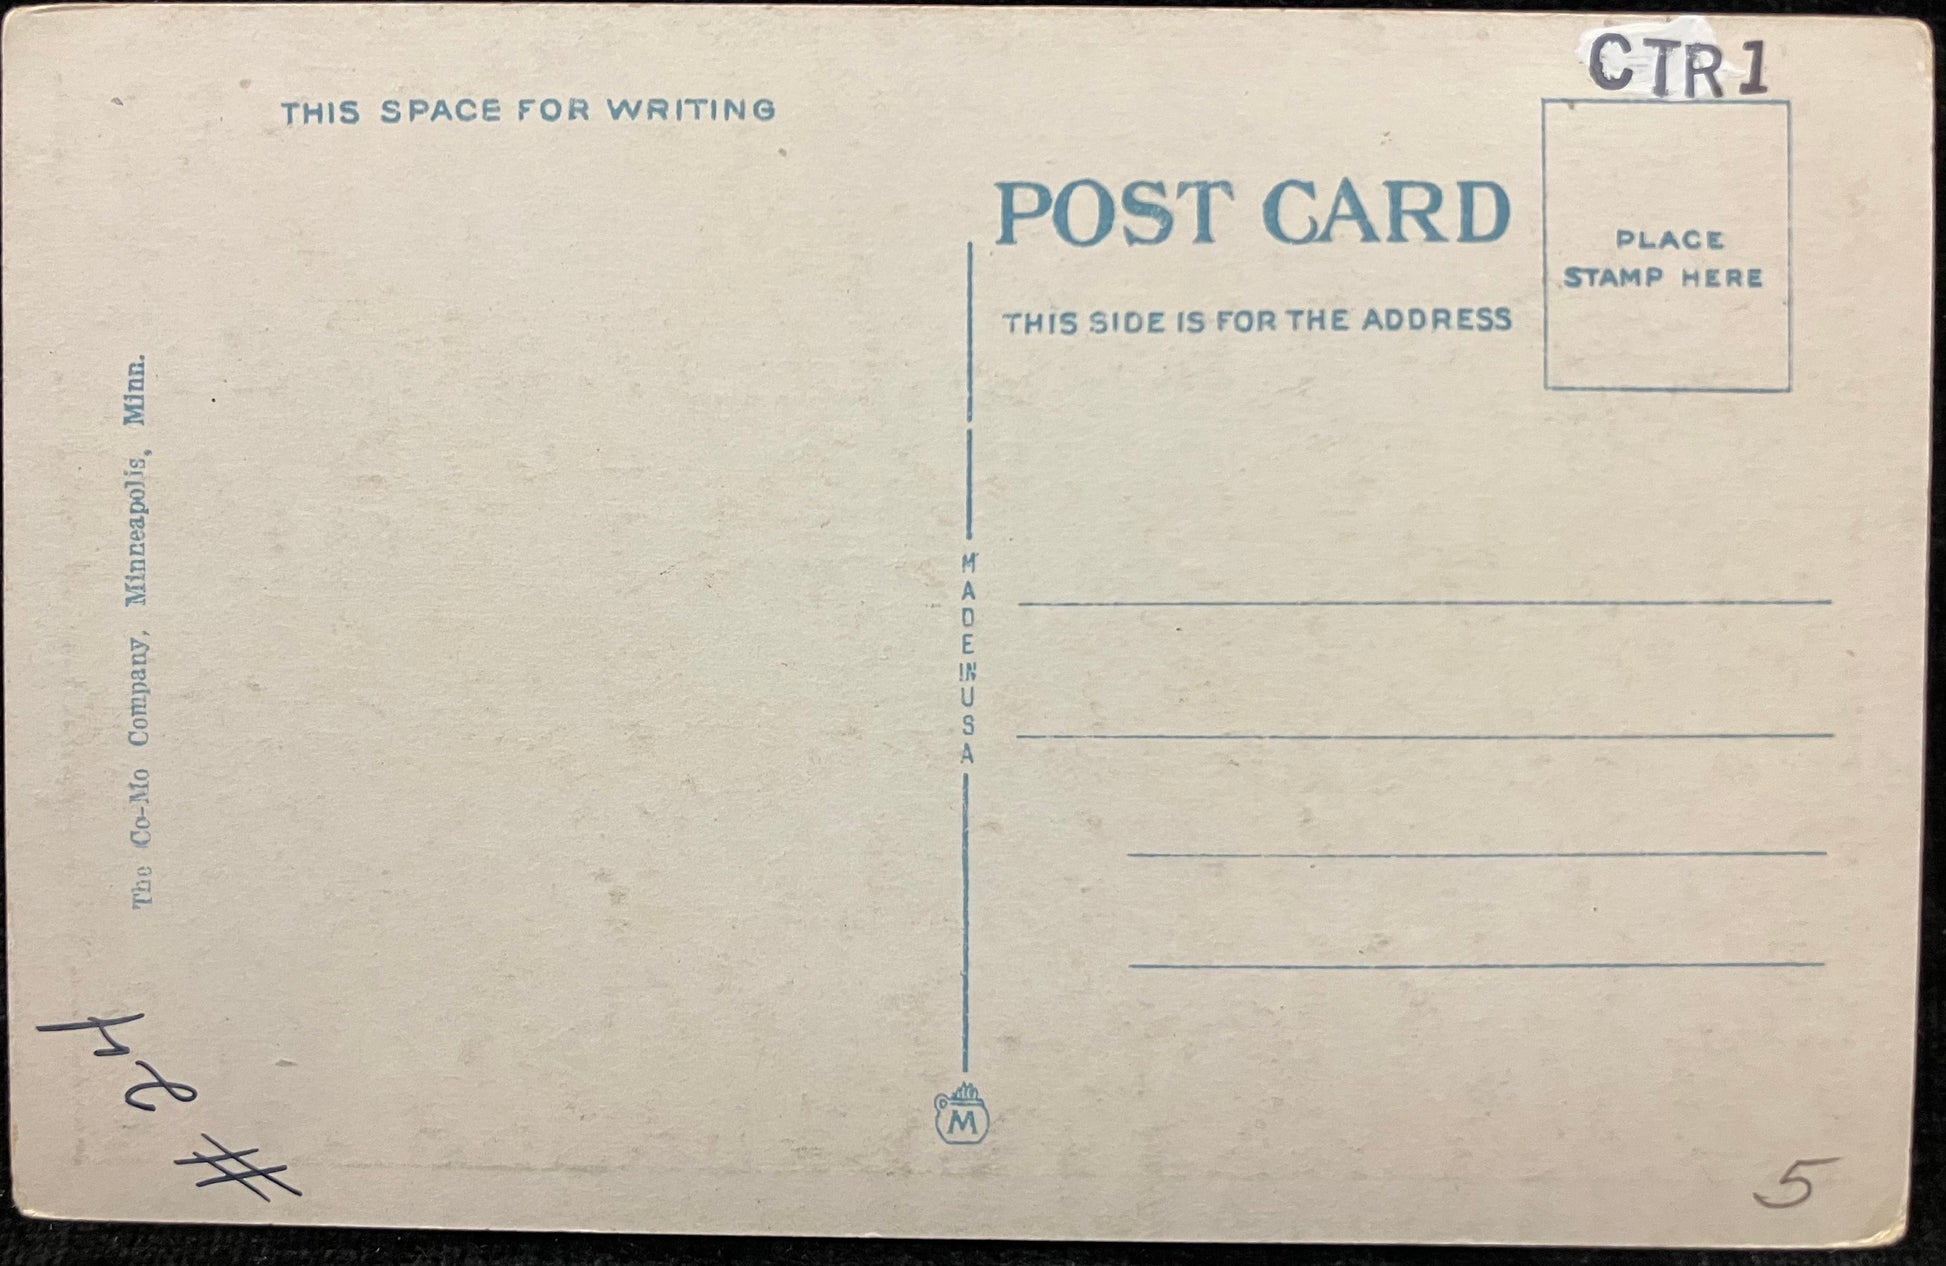 CTR1
THIS SPACE FOR WRITING
POST CARD
THIS SIDE IS FOR THE ADDRESS
PLACE
STAMP HERE
The Co-Mo Company, Minneapolis, Minn.
MADE IN USA
M
# 24
5